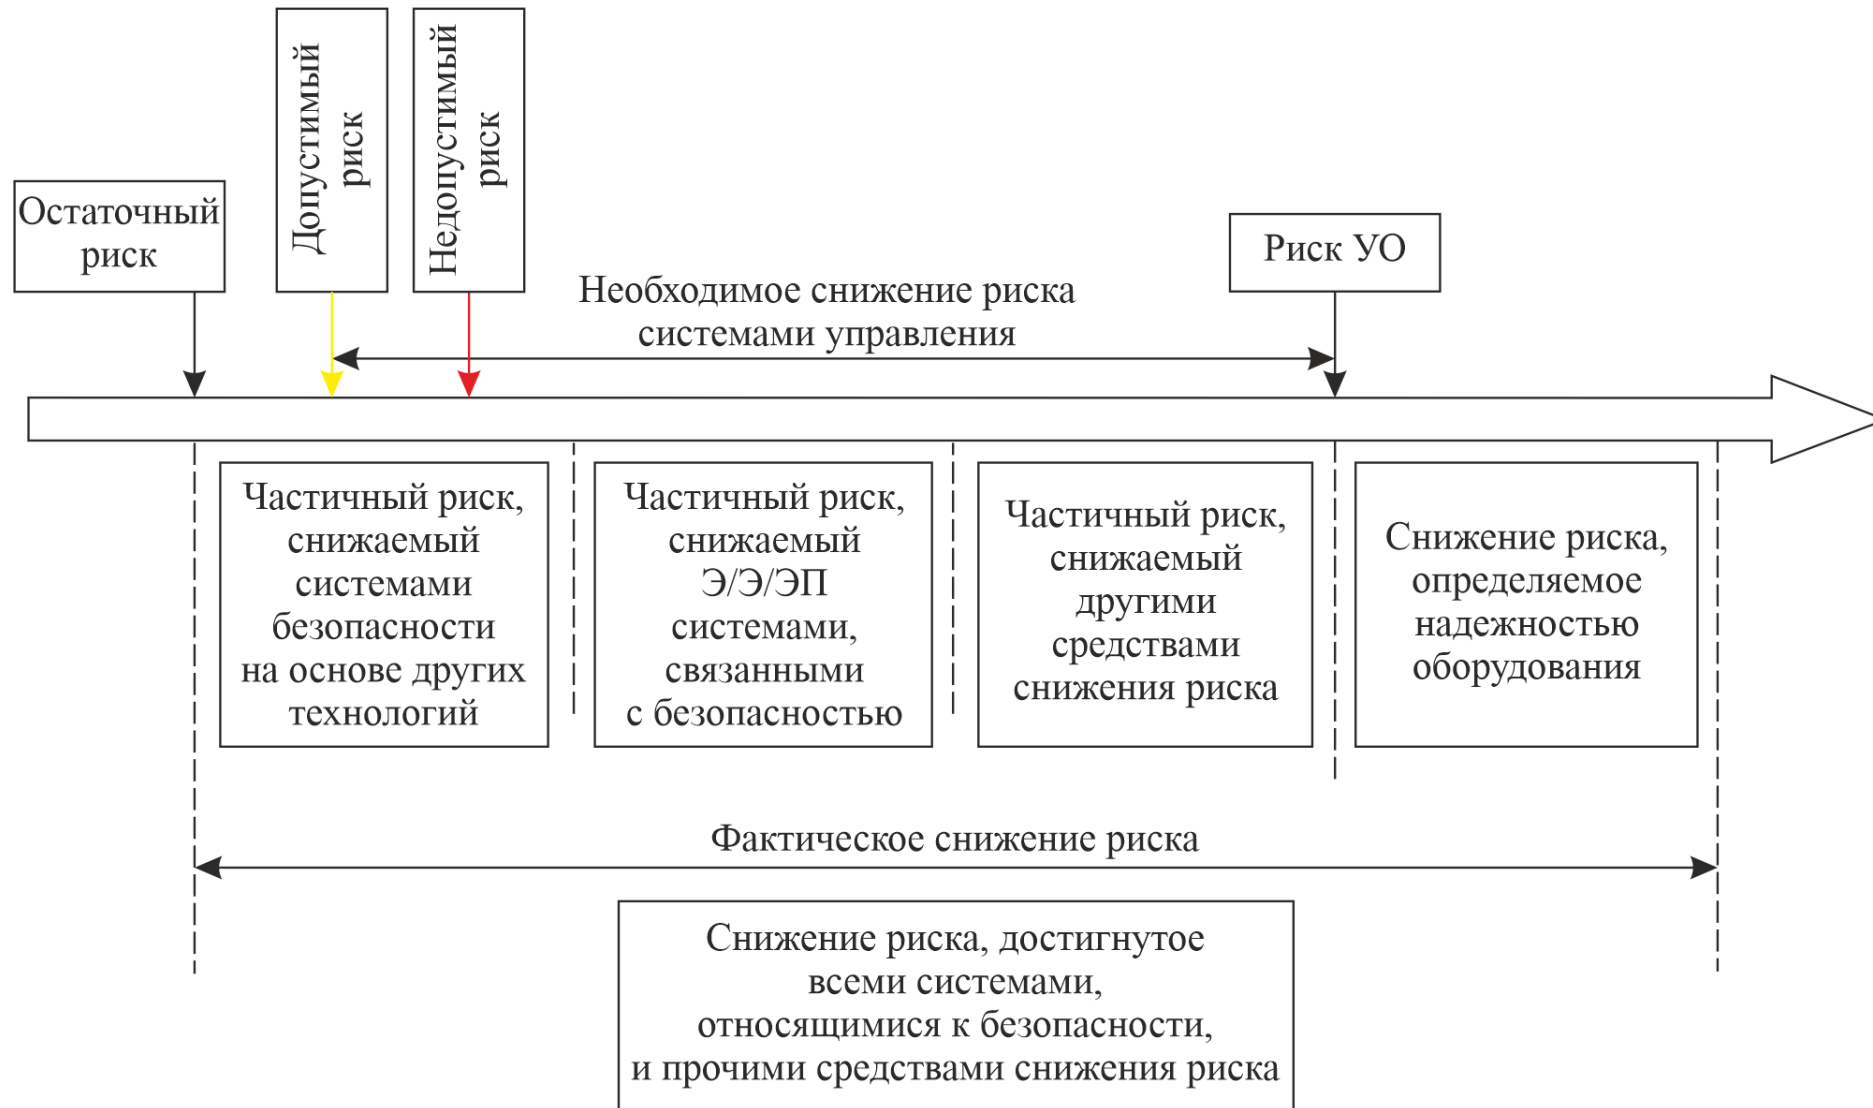 Допустимый
риск
Недопустимый
риск
Остаточный
риск
Риск УО
Необходимое снижение риска
системами управления
Частичный риск,
снижаемый
системами
безопасности
на основе других
технологий
Частичный риск,
снижаемый
Э/Э/ЭП
системами,
связанными
с безопасностью
Частичный риск,
снижаемый
другими
средствами
снижения риска
Снижение риска,
определяемое
надежностью
оборудования
Фактическое снижение риска
Снижение риска, достигнутое
всеми системами,
относящимися к безопасности,
и прочими средствами снижения риска